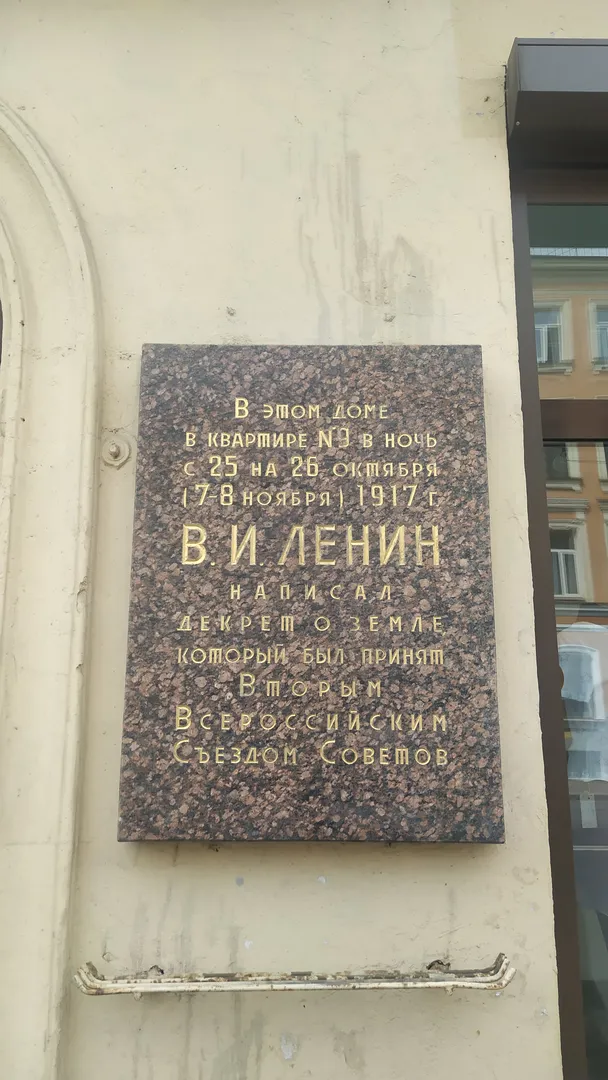 В этом доме
в квартире №9 в ночь
с 25 на 26 октября
(7-8 ноября) 1917 г.
В. И. ЛЕНИН
написал
декрет о земле,
который был принят
Вторым
Всероссийским
Съездом Советов